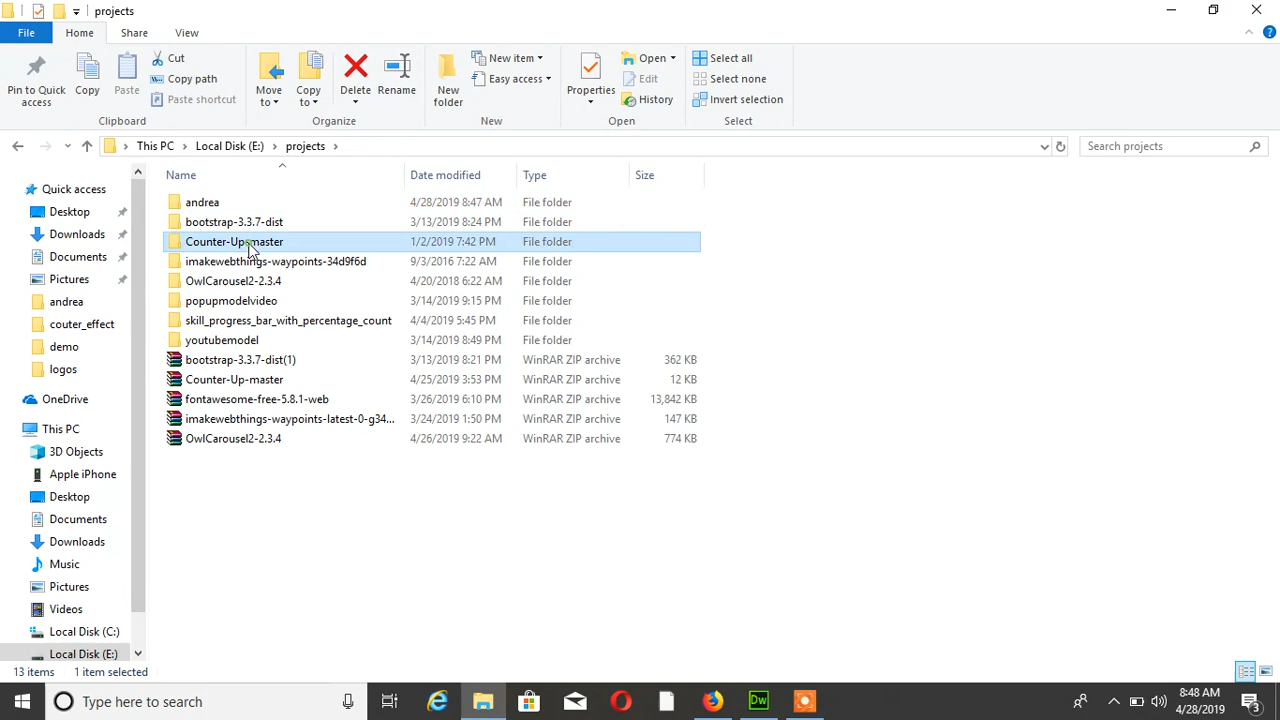 projects
File Home Share View
Pin to Quick access
Copy
Paste
Cut
Copy path
Paste shortcut
Move to
Copy to
Delete
Rename
New folder
New item
Easy access
Properties
Open
Edit
History
Select all
Select none
Invert selection
Clipboard Organize New Open Select
This PC Local Disk (E:) projects
Search projects
Name Date modified Type Size
andrea 4/28/2019 8:47 AM File folder
bootstrap-3.3.7-dist 3/13/2019 8:24 PM File folder
Counter-Up-master 1/2/2019 7:42 PM File folder
imakewebthings-waypoints-34d9f6d 9/3/2016 7:22 AM File folder
OwlCarousel2-2.3.4 4/20/2018 6:22 AM File folder
popupmodelvideo 3/14/2019 9:15 PM File folder
skill_progress_bar_with_percentage_count 4/4/2019 5:45 PM File folder
youtubemodel 3/14/2019 8:49 PM File folder
bootstrap-3.3.7-dist(1) 3/13/2019 8:21 PM WinRAR ZIP archive 362 KB
Counter-Up-master 4/25/2019 3:53 PM WinRAR ZIP archive 12 KB
fontawesome-free-5.8.1-web 3/26/2019 6:10 PM WinRAR ZIP archive 13,842 KB
imakewebthings-waypoints-latest-0-g34... 3/24/2019 1:50 PM WinRAR ZIP archive 147 KB
OwlCarousel2-2.3.4 4/26/2019 9:22 AM WinRAR ZIP archive 774 KB
Quick access
Desktop
Downloads
Documents
Pictures
andrea
couter_effect
demo
logos
OneDrive
This PC
3D Objects
Apple iPhone
Desktop
Documents
Downloads
Music
Pictures
Videos
Local Disk (C:)
Local Disk (E:)
13 items 1 item selected
Type here to search
Dw
8:48 AM
4/28/2019
3